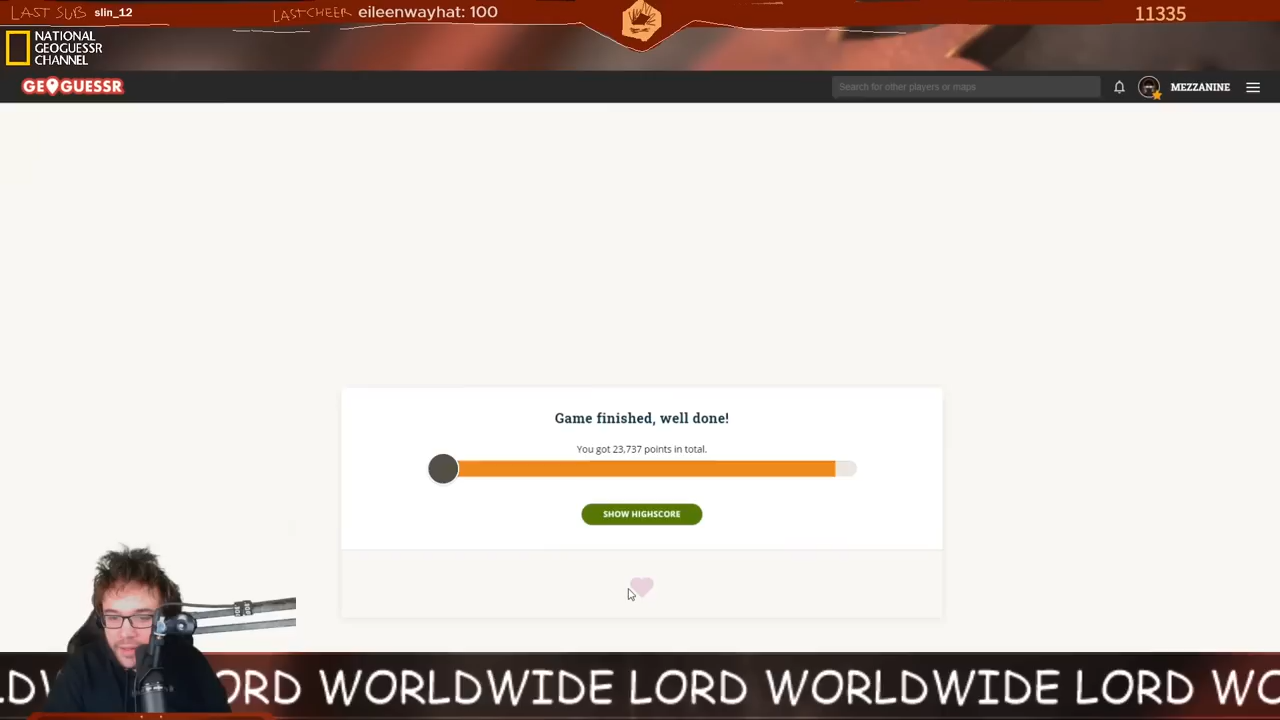 LAST SUB slin_12
LAST CHEER eileenwayhat: 100
11335
NATIONAL
GEOGUESSR
CHANNEL
GEOGUESSR
Search for other players or maps
MEZZANINE
Game finished, well done!
You got 23,737 points in total.
SHOW HIGHSCORE
LD WORLDWIDE LORD WORLDWIDE LORD WO